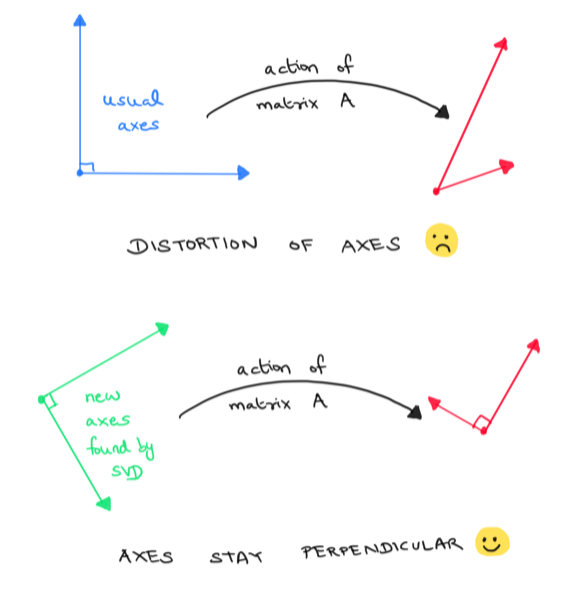 usual
axes
action of
matrix A
DISTORTION OF AXES
new
axes
found by
SVD
action of
matrix A
AXES STAY PERPENDICULAR